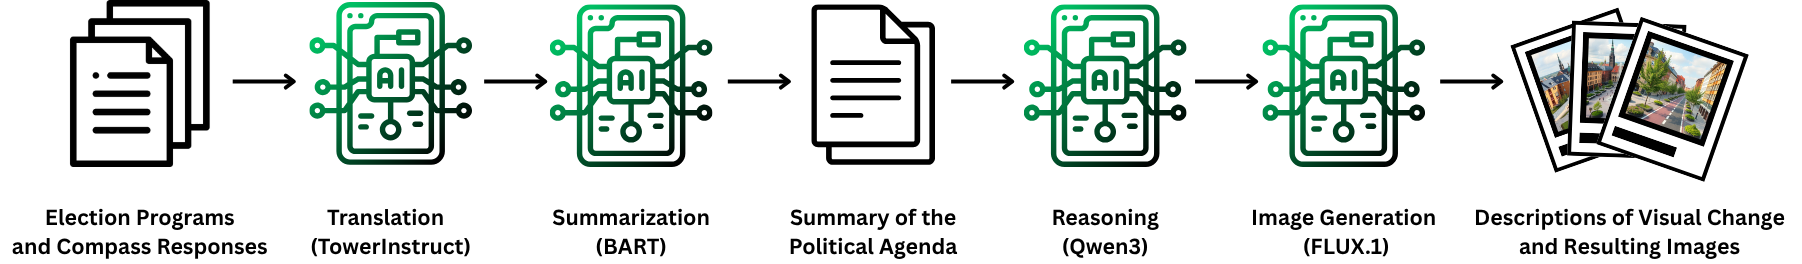 AI
AI
AI
AI
Election Programs
and Compass Responses
Translation
(TowerInstruct)
Summarization
(BART)
Summary of the
Political Agenda
Reasoning
(Qwen3)
Image Generation
(FLUX.1)
Descriptions of Visual Change
and Resulting Images